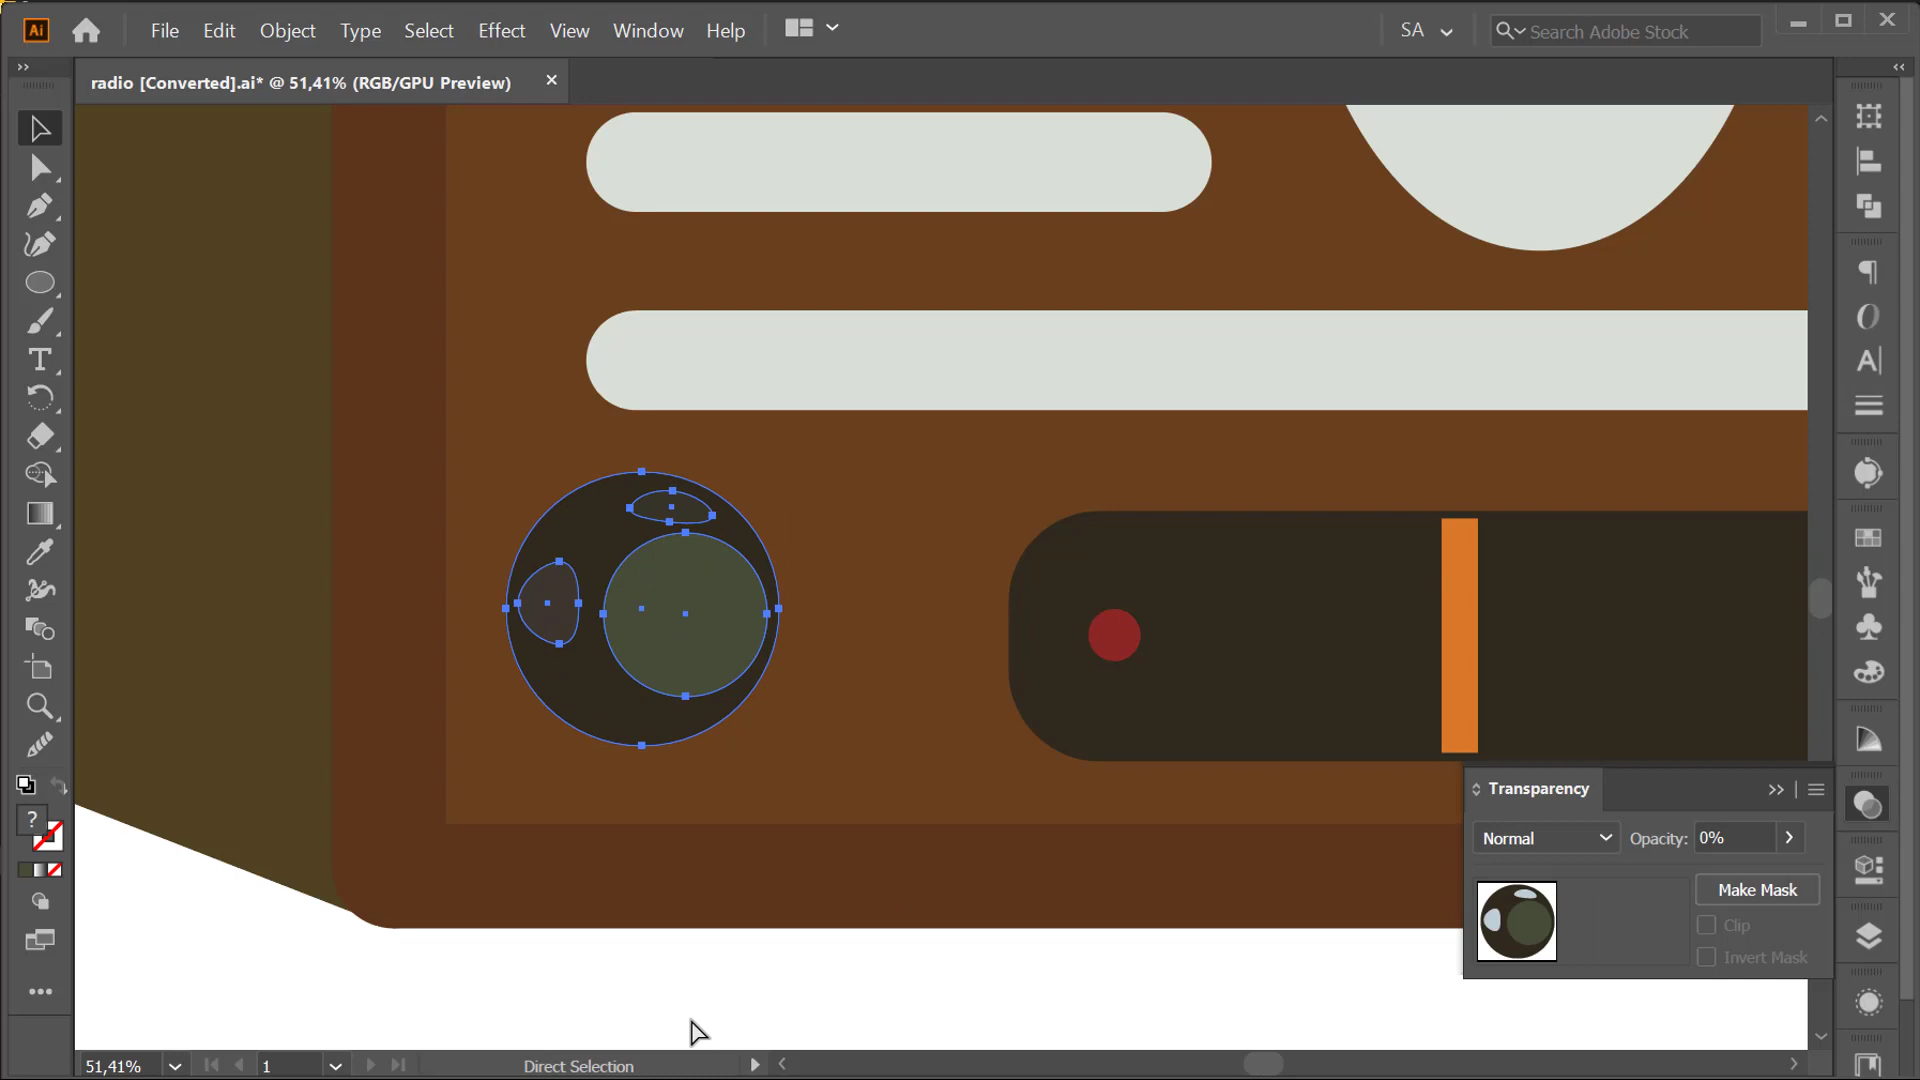 Ai File Edit Object Type Select Effect View Window Help SA Search Adobe Stock
radio [Converted].ai* @ 51,41% (RGB/GPU Preview)
Transparency
Normal Opacity: 0%
Make Mask
Clip
Invert Mask
51,41% 1 Direct Selection